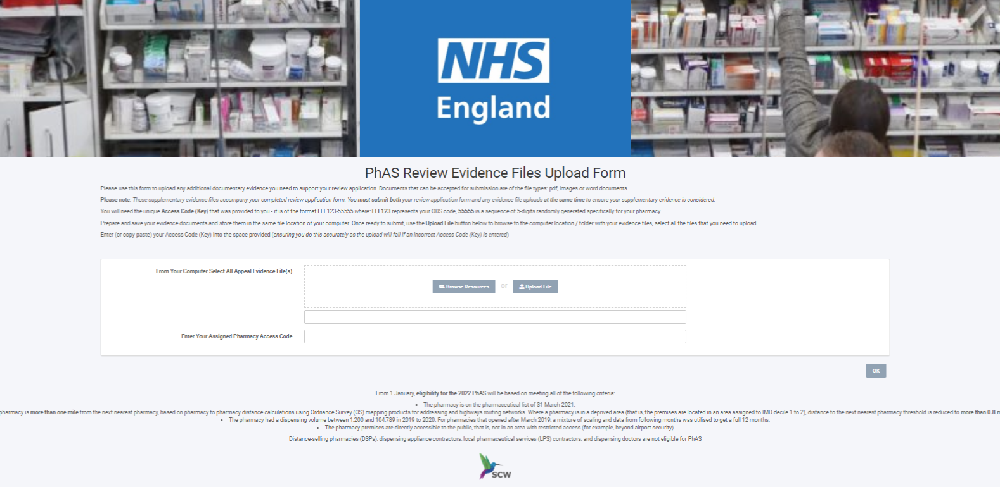 NHS
England
PhAS Review Evidence Files Upload Form
Please use this form to upload any additional documentary evidence you need to support your review application. Documents that can be accepted for submission are of the file types: pdf, images or word documents.
Please note: These supplementary evidence files accompany your completed review application form. You must submit both your review application form and any evidence file uploads at the same time to ensure your supplementary evidence is considered.
You will need the unique Access Code (Key) that was provided to you - it is of the format FFF123-55555 where: FFF123 represents your ODS code, 55555 is a sequence of 5-digits randomly generated specifically for your pharmacy.
Prepare and save your evidence documents and store them in the same file location of your computer. Once ready to submit, use the Upload File button below to browse to the computer location / folder with your evidence files, select all the files that you need to upload.
Enter (or copy-paste) your Access Code (Key) into the space provided (ensuring you do this accurately as the upload will fail if an incorrect Access Code (Key) is entered)
From Your Computer Select All Appeal Evidence File(s)
Browse Resources or Upload File
Enter Your Assigned Pharmacy Access Code
OK
From 1 January, eligibility for the 2022 PhAS will be based on meeting all of the following criteria:
• The pharmacy is on the pharmaceutical list of 31 March 2021.
pharmacy is more than one mile from the next nearest pharmacy, based on pharmacy to pharmacy distance calculations using Ordnance Survey (OS) mapping products for addressing and highways routing networks. Where a pharmacy is in a deprived area (that is, the premises are located in an area assigned to IMD decile 1 to 2), distance to the next nearest pharmacy threshold is reduced to more than 0.8 m
• The pharmacy had a dispensing volume between 1,200 and 104,789 in 2019 to 2020. For pharmacies that opened after March 2019, a mixture of scaling and data from following months was utilised to get a full 12 months.
• The pharmacy premises are directly accessible to the public, that is, not in an area with restricted access (for example, beyond airport security)
Distance-selling pharmacies (DSPs), dispensing appliance contractors, local pharmaceutical services (LPS) contractors, and dispensing doctors are not eligible for PhAS
SCW